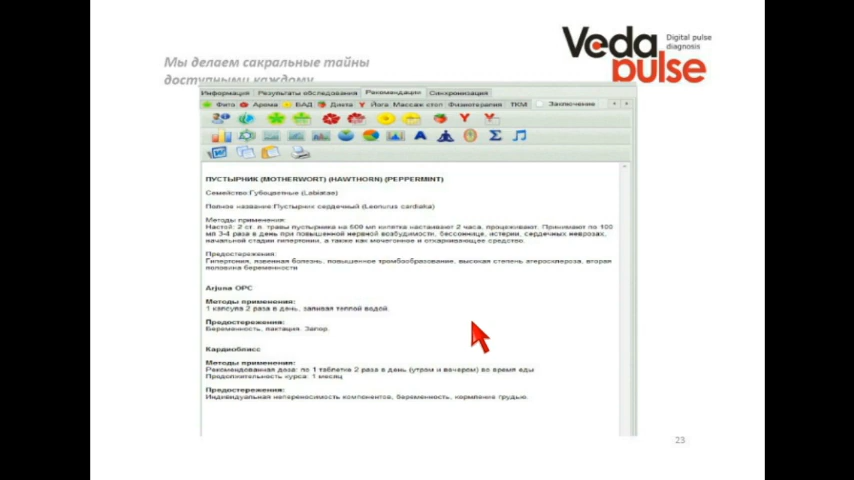 Мы делаем сакральные тайны
доступными каждому
Veda pulse
Digital pulse
diagnosis
Информация Результаты обследования Рекомендации Синхронизация
Фито Арома БАД Диета Йога Массаж стоп Физиотерапия ТКМ Заключение
ПУСТЫРНИК (MOTHERWORT) (HAWTHORN) (PEPPERMINT)
Семейство:Губоцветные (Labiatae)
Полное название:Пустырник сердечный (Leonurus cardiaka)
Методы применения:
Настой: 2 ст. л. травы пустырника на 500 мл кипятка настаивают 2 часа, процеживают. Принимают по 100
мл 3-4 раза в день при повышенной нервной возбудимости, бессоннице, истерии, сердечных неврозах,
начальной стадии гипертонии, а также как мочегонное и отхаркивающее средство.
Предостережения:
Гипертония, язвенная болезнь, повышенное тромбообразование, высокая степень атеросклероза, вторая
половина беременности
Arjuna OPC
Методы применения:
1 капсула 2 раза в день, запивая теплой водой.
Предостережения:
Беременность, лактация. Запор.
Кардиоблисс
Методы применения:
Рекомендованная доза: по 1 таблетке 2 раза в день (утром и вечером) во время еды
Продолжительность курса: 1 месяц
Предостережения:
Индивидуальная непереносимость компонентов, беременность, кормление грудью.
23